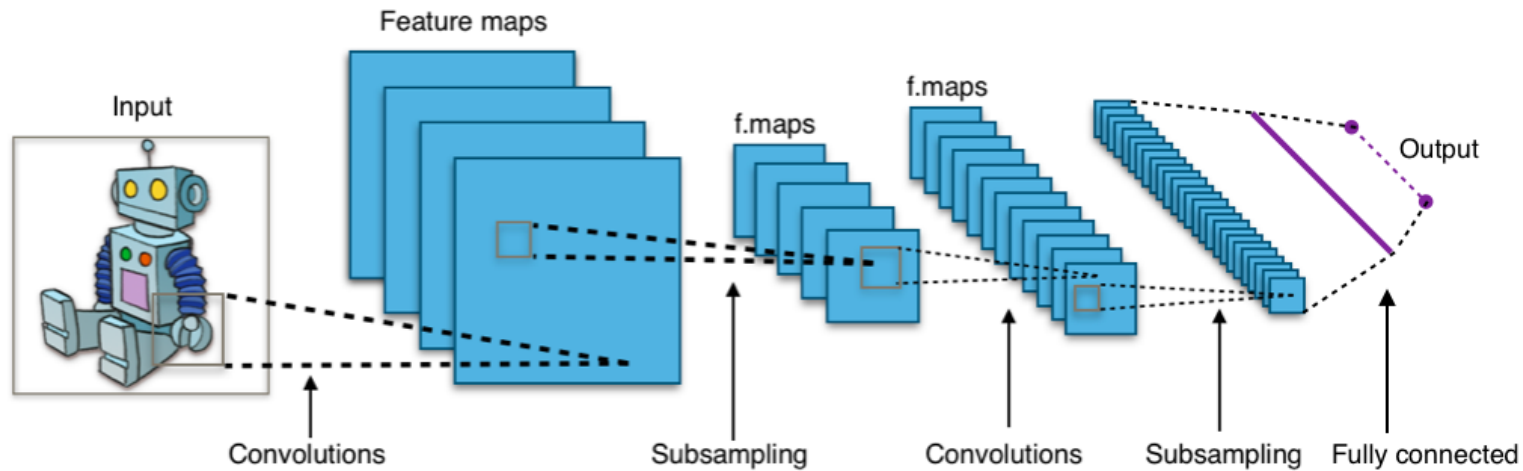 Feature maps
f.maps
Input
f.maps
Output
Convolutions
Subsampling
Convolutions
Subsampling
Fully connected